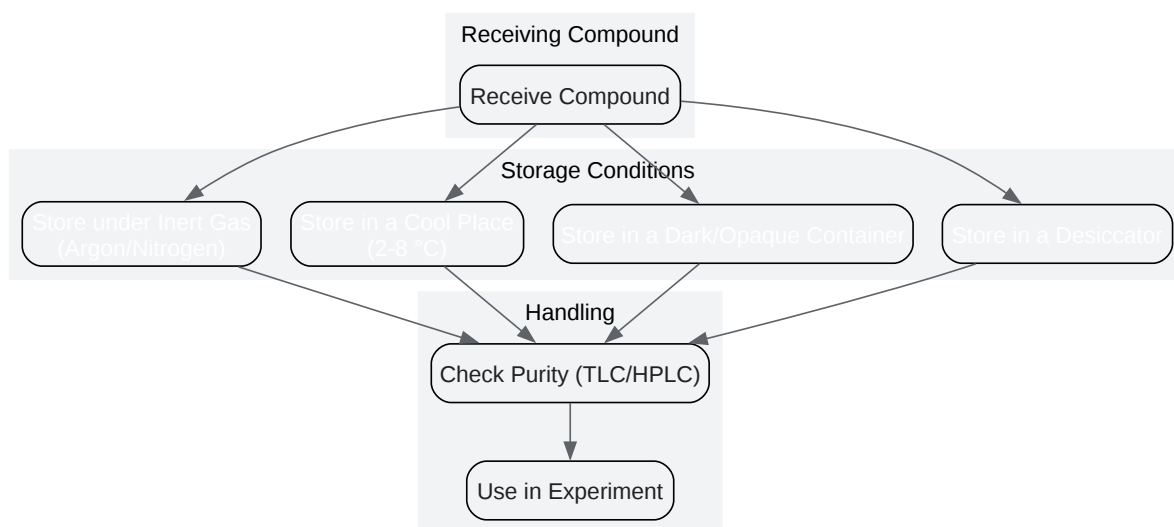 Receiving Compound
Receive Compound
Storage Conditions
Store under Inert Gas
(Argon/Nitrogen)
Store in a Cool Place
(2-8 °C)
Store in a Dark/Opaque Container
Store in a Desiccator
Handling
Check Purity (TLC/HPLC)
Use in Experiment